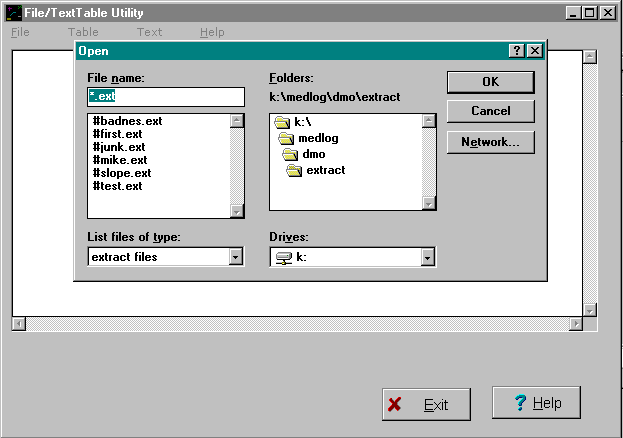 File/TextTable Utility
File Table Text Help
Open
File name:
*.ext
#badnes.ext
#first.ext
#junk.ext
#mike.ext
#slope.ext
#test.ext
List files of type:
extract files
Folders:
k:\medlog\dmo\extract
k:\
medlog
dmo
extract
Drives:
k:
OK
Cancel
Network...
Exit
? Help